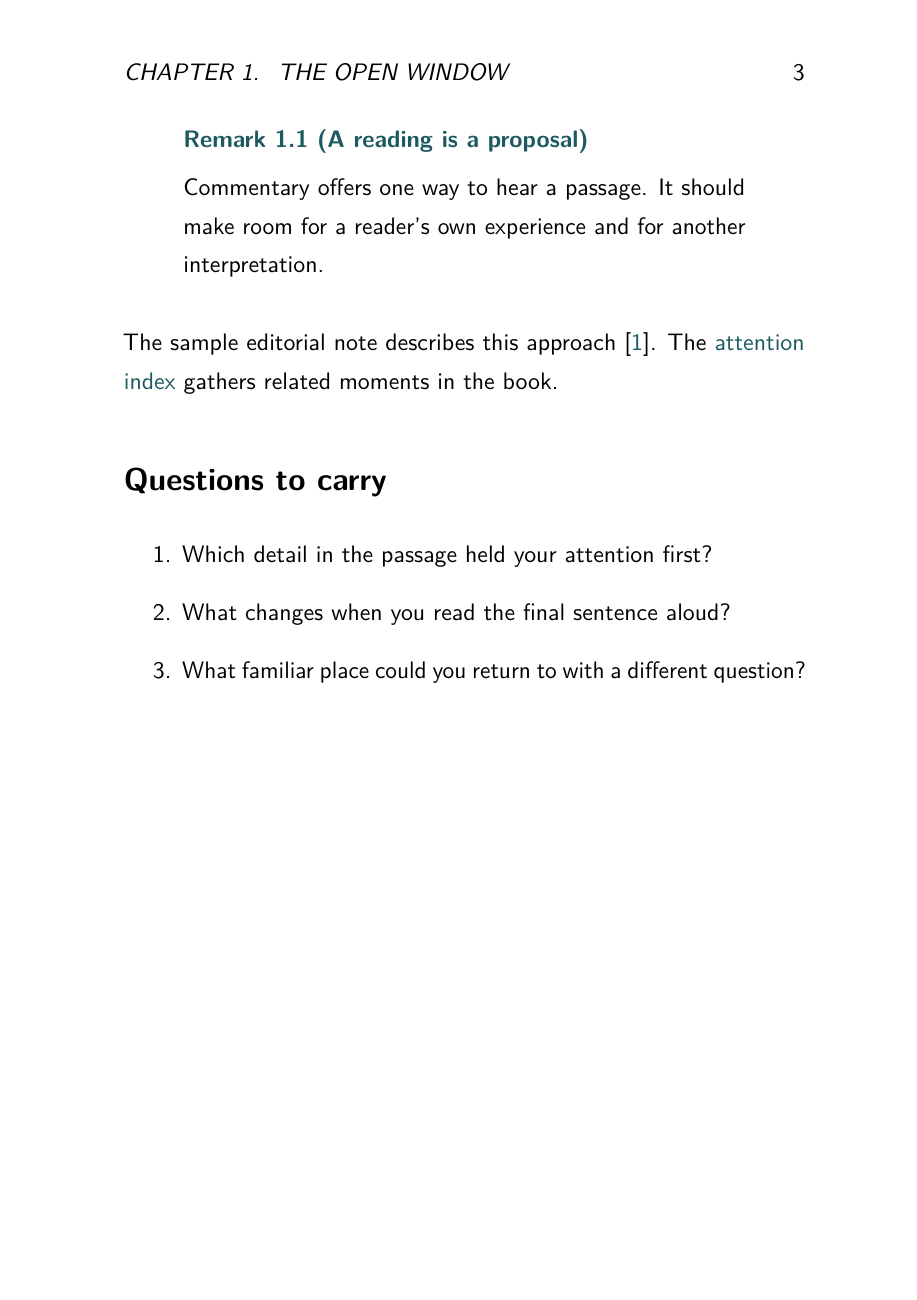 CHAPTER 1. THE OPEN WINDOW 3
Remark 1.1 (A reading is a proposal)
Commentary offers one way to hear a passage. It should
make room for a reader's own experience and for another
interpretation.
The sample editorial note describes this approach [1]. The attention
index gathers related moments in the book.
Questions to carry
1. Which detail in the passage held your attention first?
2. What changes when you read the final sentence aloud?
3. What familiar place could you return to with a different question?